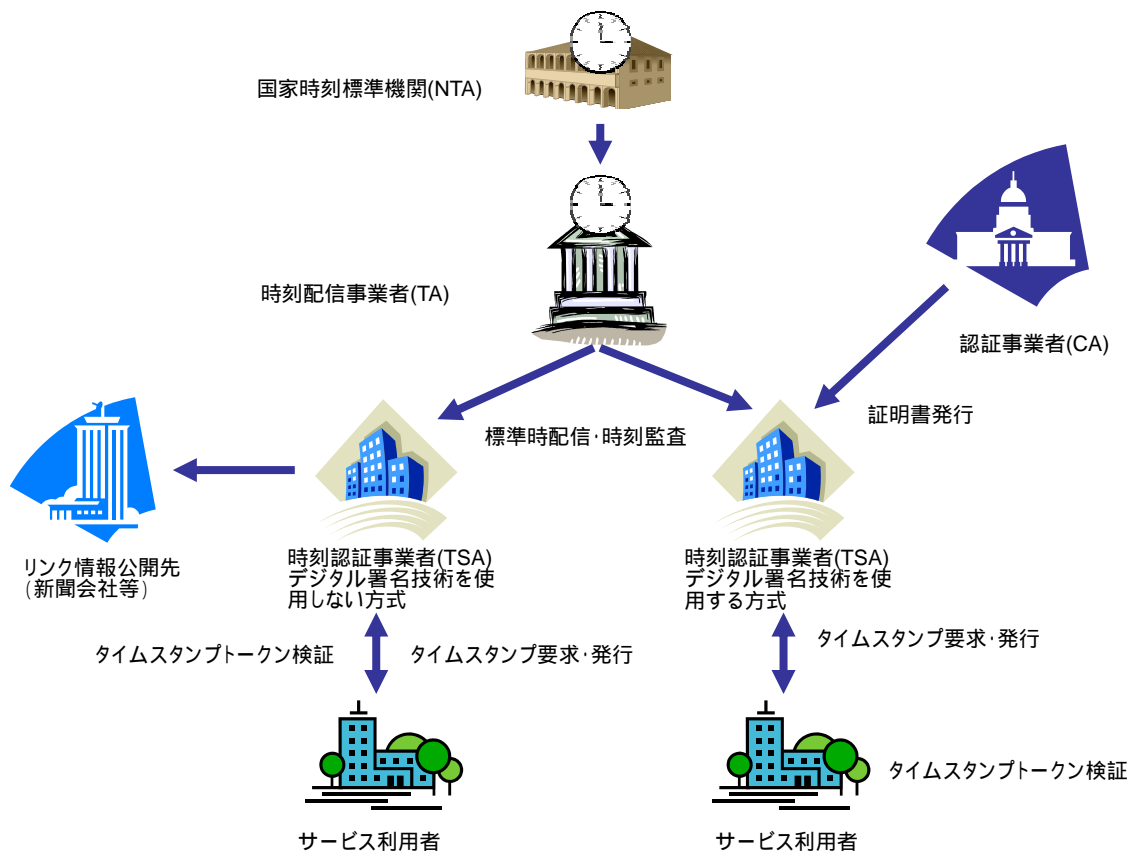 国家時刻標準機関(NTA)
時刻配信事業者(TA)
認証事業者(CA)
標準時配信･時刻監査
証明書発行
リンク情報公開先
(新聞会社等)
時刻認証事業者(TSA)
デジタル署名技術を使
用しない方式
時刻認証事業者(TSA)
デジタル署名技術を使
用する方式
タイムスタンプトークン検証
タイムスタンプ要求･発行
タイムスタンプ要求･発行
タイムスタンプトークン検証
サービス利用者
サービス利用者